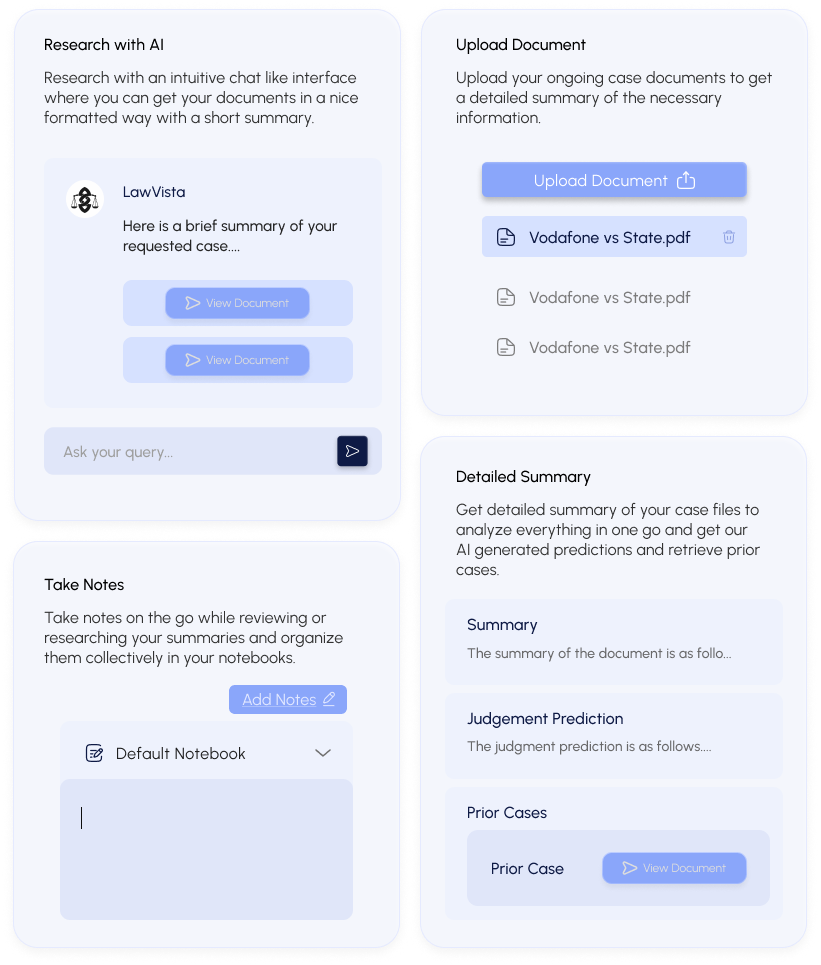 Research with AI
Research with an intuitive chat like interface
where you can get your documents in a nice
formatted way with a short summary.
LawVista
Here is a brief summary of your
requested case....
View Document
View Document
Ask your query...
Take Notes
Take notes on the go while reviewing or
researching your summaries and organize
them collectively in your notebooks.
Add Notes
Default Notebook
Upload Document
Upload your ongoing case documents to get
a detailed summary of the necessary
information.
Upload Document
Vodafone vs State.pdf
Vodafone vs State.pdf
Vodafone vs State.pdf
Detailed Summary
Get detailed summary of your case files to
analyze everything in one go and get our
AI generated predictions and retrieve prior
cases.
Summary
The summary of the document is as follo...
Judgement Prediction
The judgment prediction is as follows....
Prior Cases
Prior Case
View Document